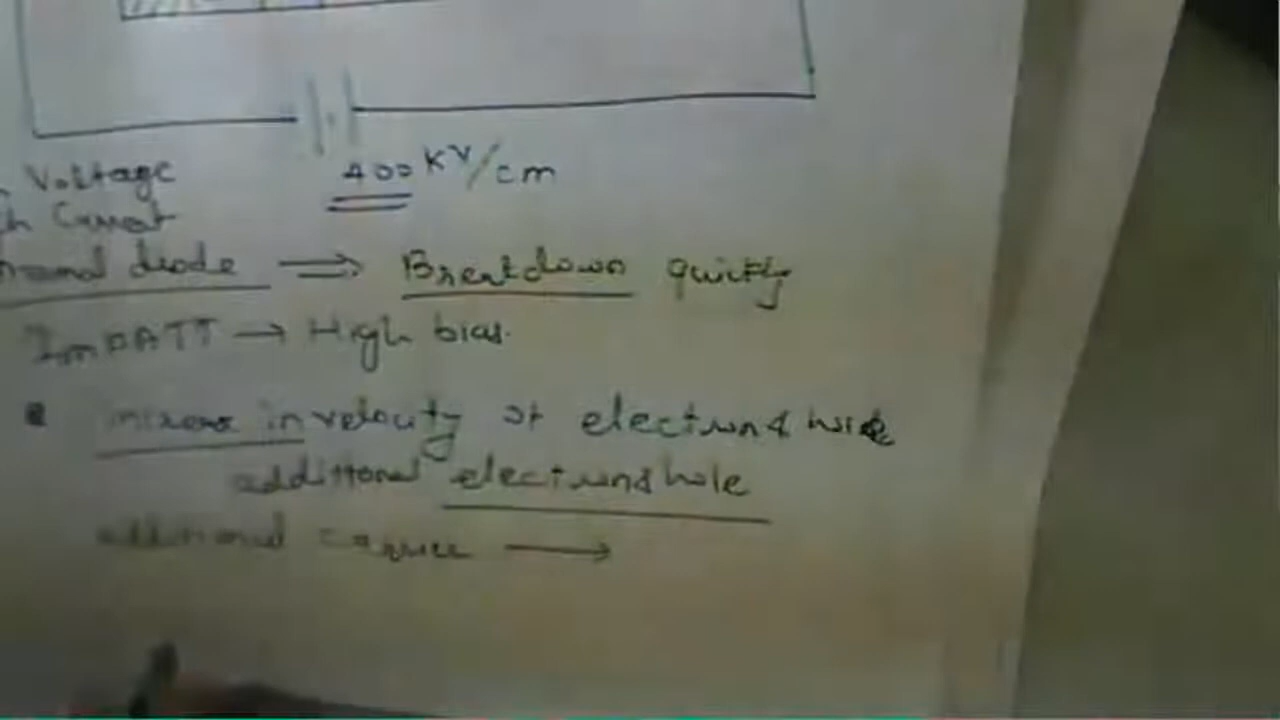 Voltage
400 KV/cm
diode ⟹ Breakdown quickly
ImPATT → High bias.
in velocity of electron & hole
additional electron & hole
additional carrier →